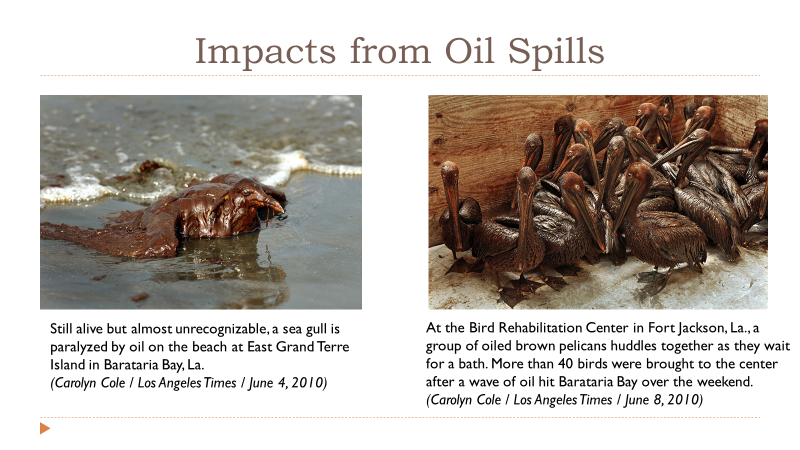 Impacts from Oil Spills
Still alive but almost unrecognizable, a sea gull is
paralyzed by oil on the beach at East Grand Terre
Island in Barataria Bay, La.
(Carolyn Cole / Los Angeles Times / June 4, 2010)
At the Bird Rehabilitation Center in Fort Jackson, La., a
group of oiled brown pelicans huddles together as they wait
for a bath. More than 40 birds were brought to the center
after a wave of oil hit Barataria Bay over the weekend.
(Carolyn Cole / Los Angeles Times / June 8, 2010)